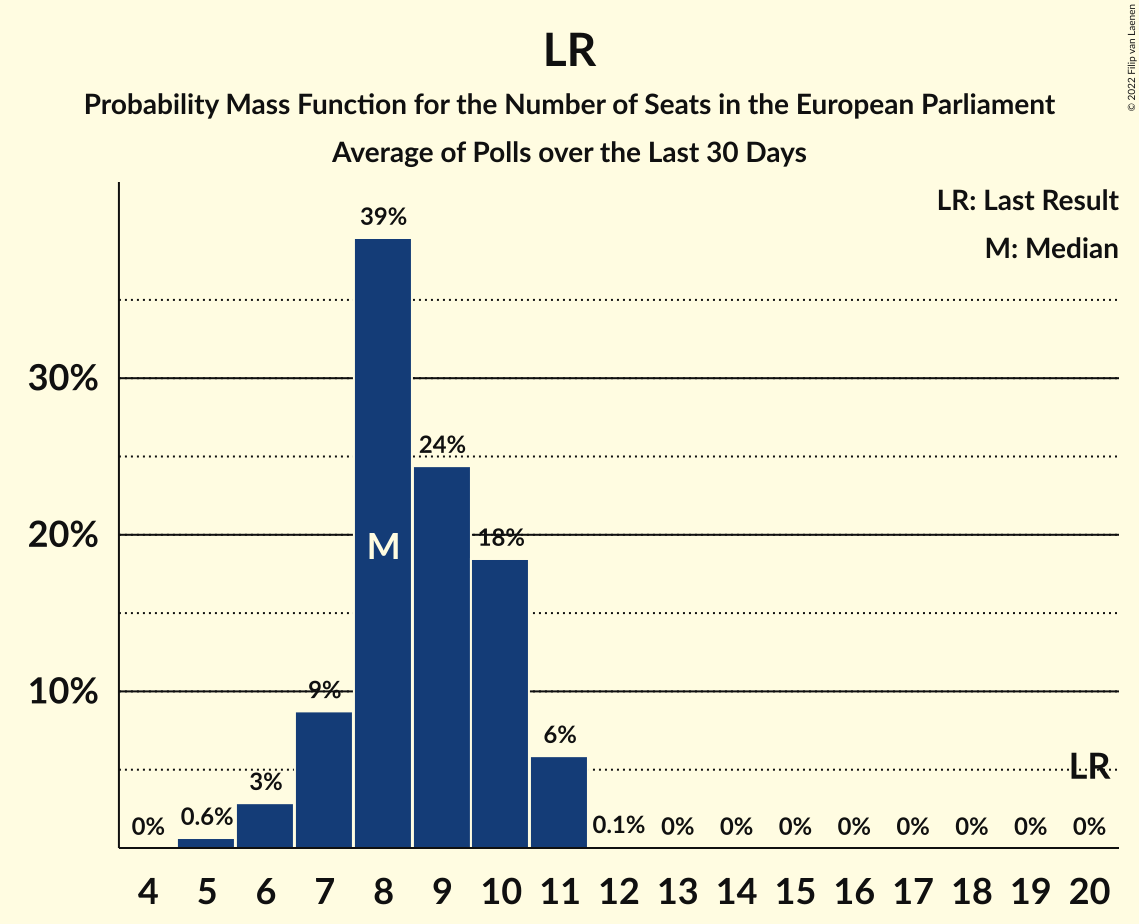 LR
Probability Mass Function for the Number of Seats in the European Parliament
Average of Polls over the Last 30 Days
© 2022 Filip van Laenen
LR: Last Result
M: Median
39%
30%
24%
20%
M
18%
10%
9%
6%
LR
3%
0%
0.6%
0.1%
0%
0%
0%
0%
0%
0%
0%
0%
4 5 6 7 8 9 10 11 12 13 14 15 16 17 18 19 20